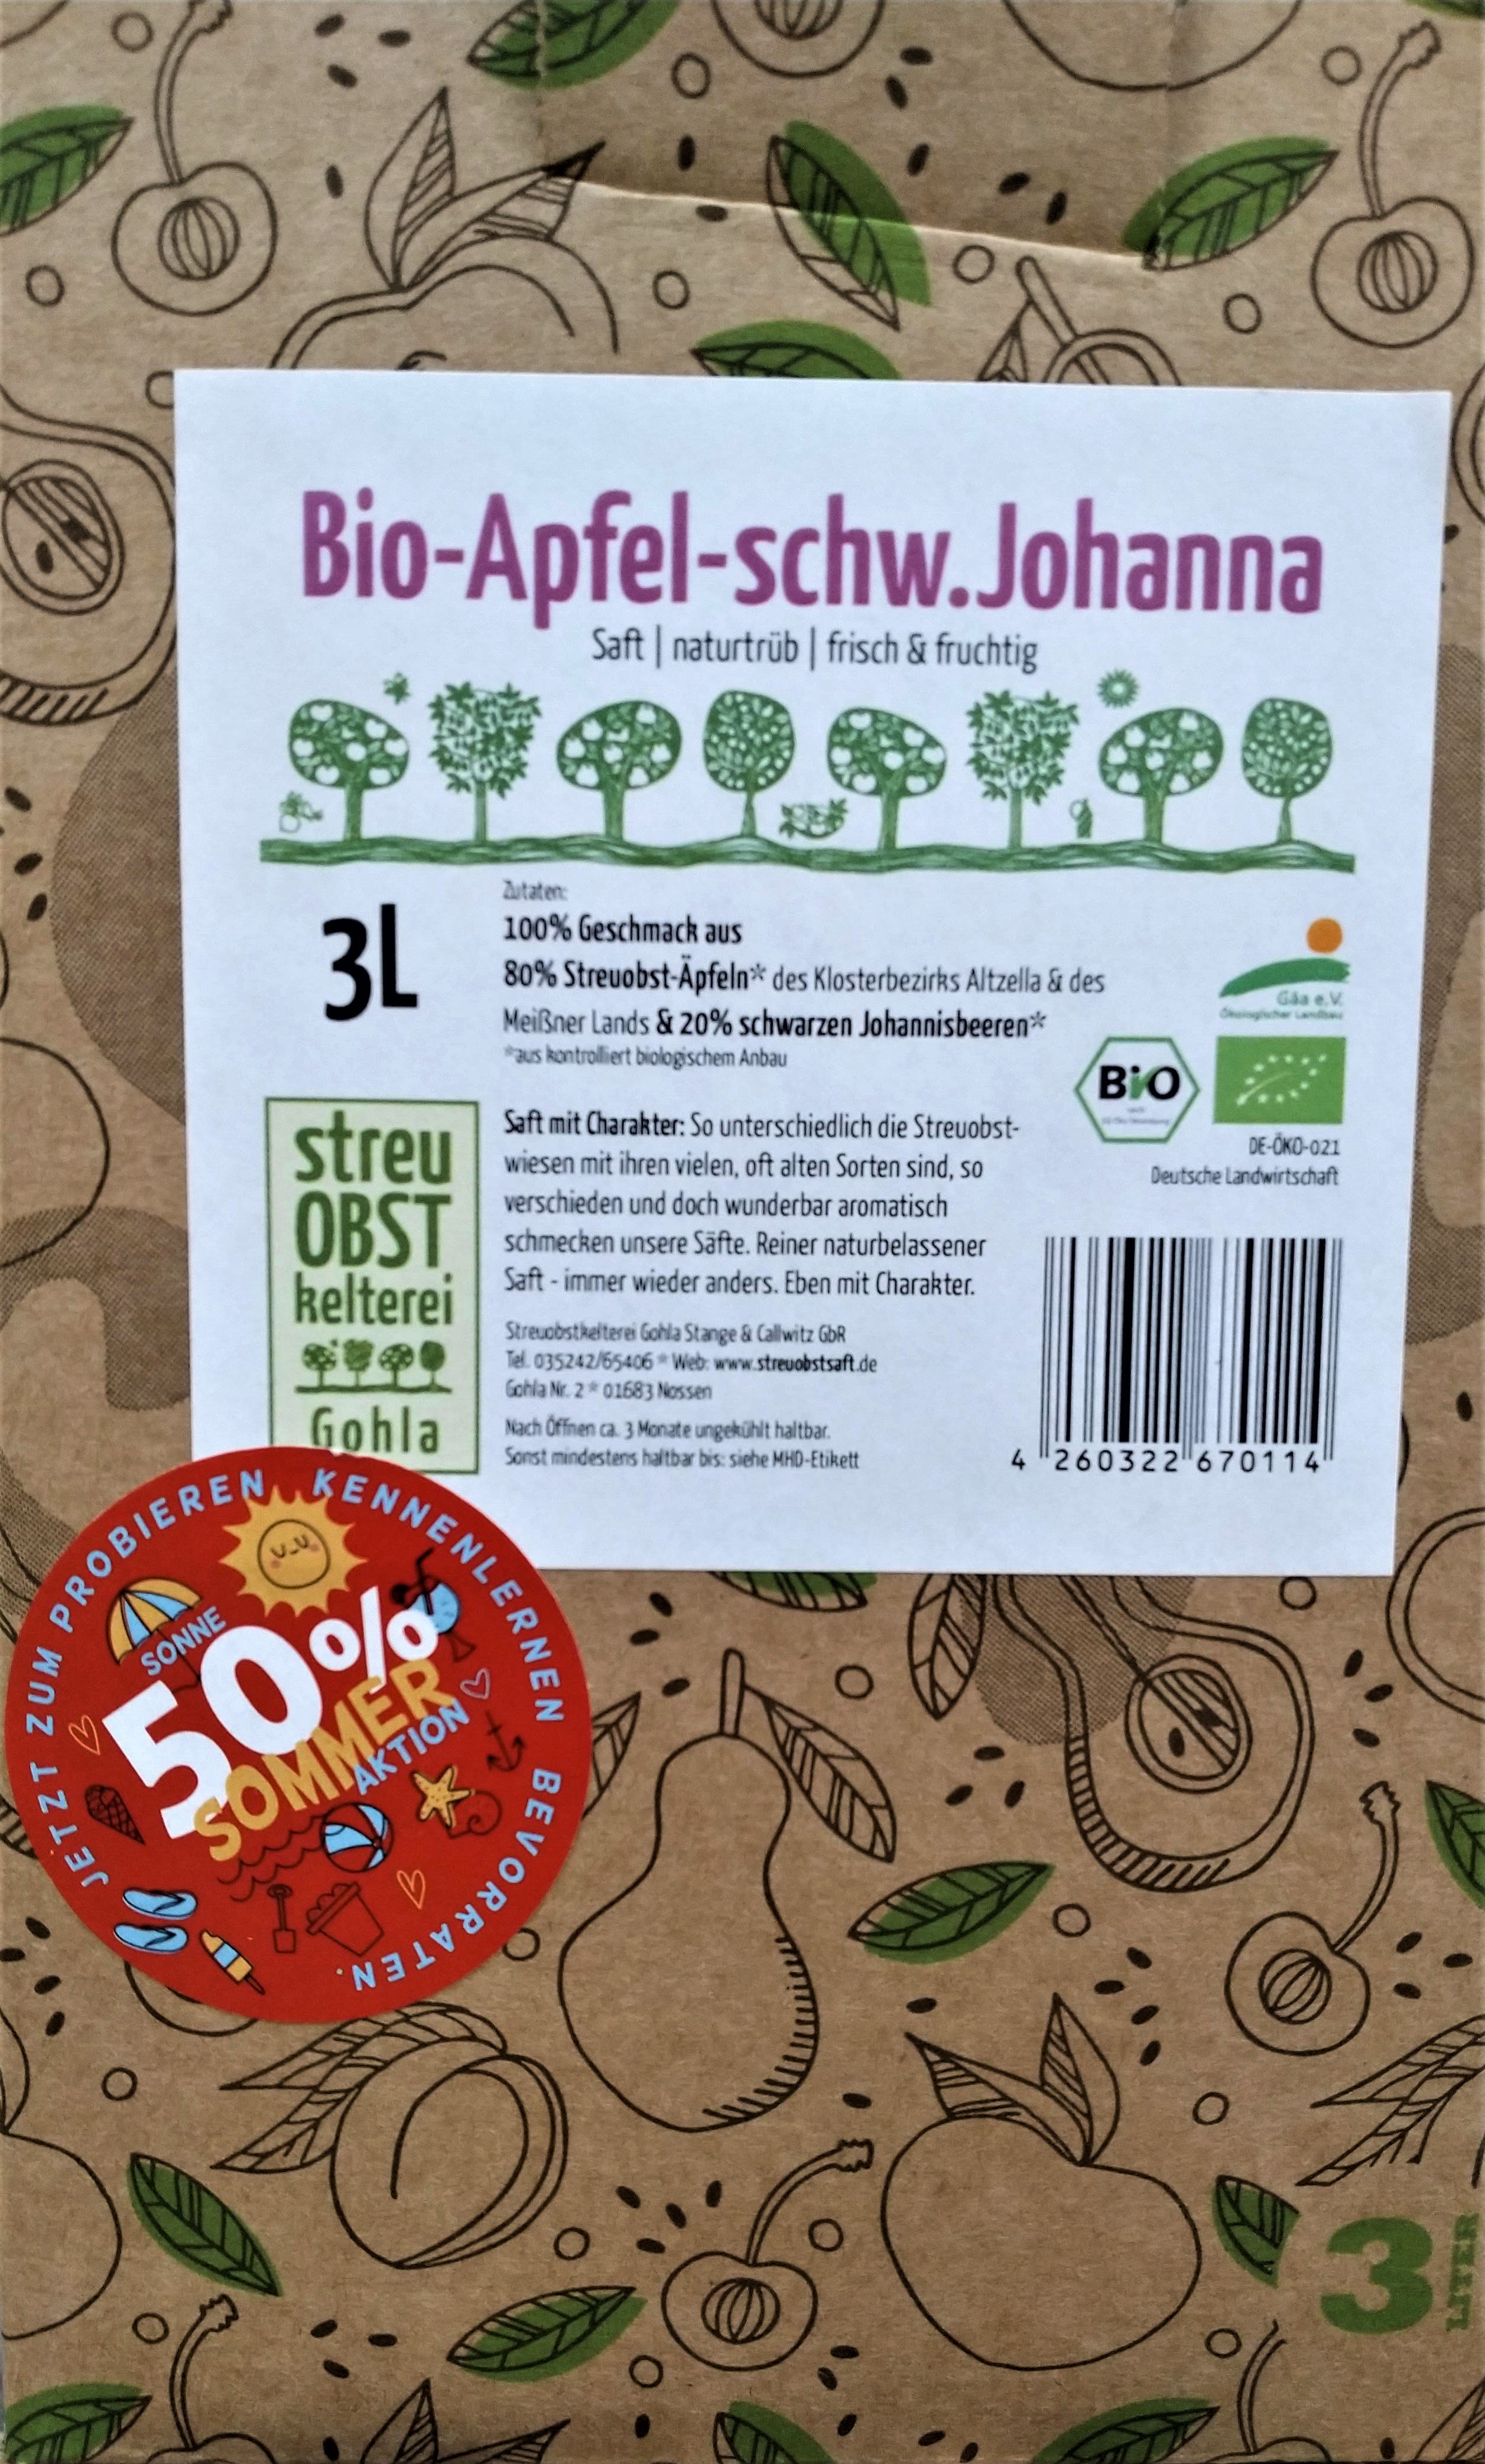 Bio-Apfel-schw.Johanna
Saft | naturtrüb | frisch & fruchtig
3L
Zutaten:
100% Geschmack aus
80% Streuobst-Äpfeln* des Klosterbezirks Altzella & des
Meißner Lands & 20% schwarzen Johannisbeeren*
*aus kontrolliert biologischem Anbau
Gäa e.V.
Ökologischer Landbau
BiO
nach
DE-ÖKO-021
Deutsche Landwirtschaft
streu
OBST
kelterei
Gohla
Saft mit Charakter: So unterschiedlich die Streuobst-
wiesen mit ihren vielen, oft alten Sorten sind, so
verschieden und doch wunderbar aromatisch
schmecken unsere Säfte. Reiner naturbelassener
Saft - immer wieder anders. Eben mit Charakter.
Streuobstkelterei Gohla Stange & Callwitz GbR
Tel. 035242/65406 * Web: www.streuobstsaft.de
Gohla Nr. 2 * 01683 Nossen
Nach Öffnen ca. 3 Monate ungekühlt haltbar.
Sonst mindestens haltbar bis: siehe MHD-Etikett
4 260322 670114
JETZT ZUM PROBIEREN KENNENLERNEN BEVORRATEN.
SONNE
50%
SOMMER
AKTION
3
LITER